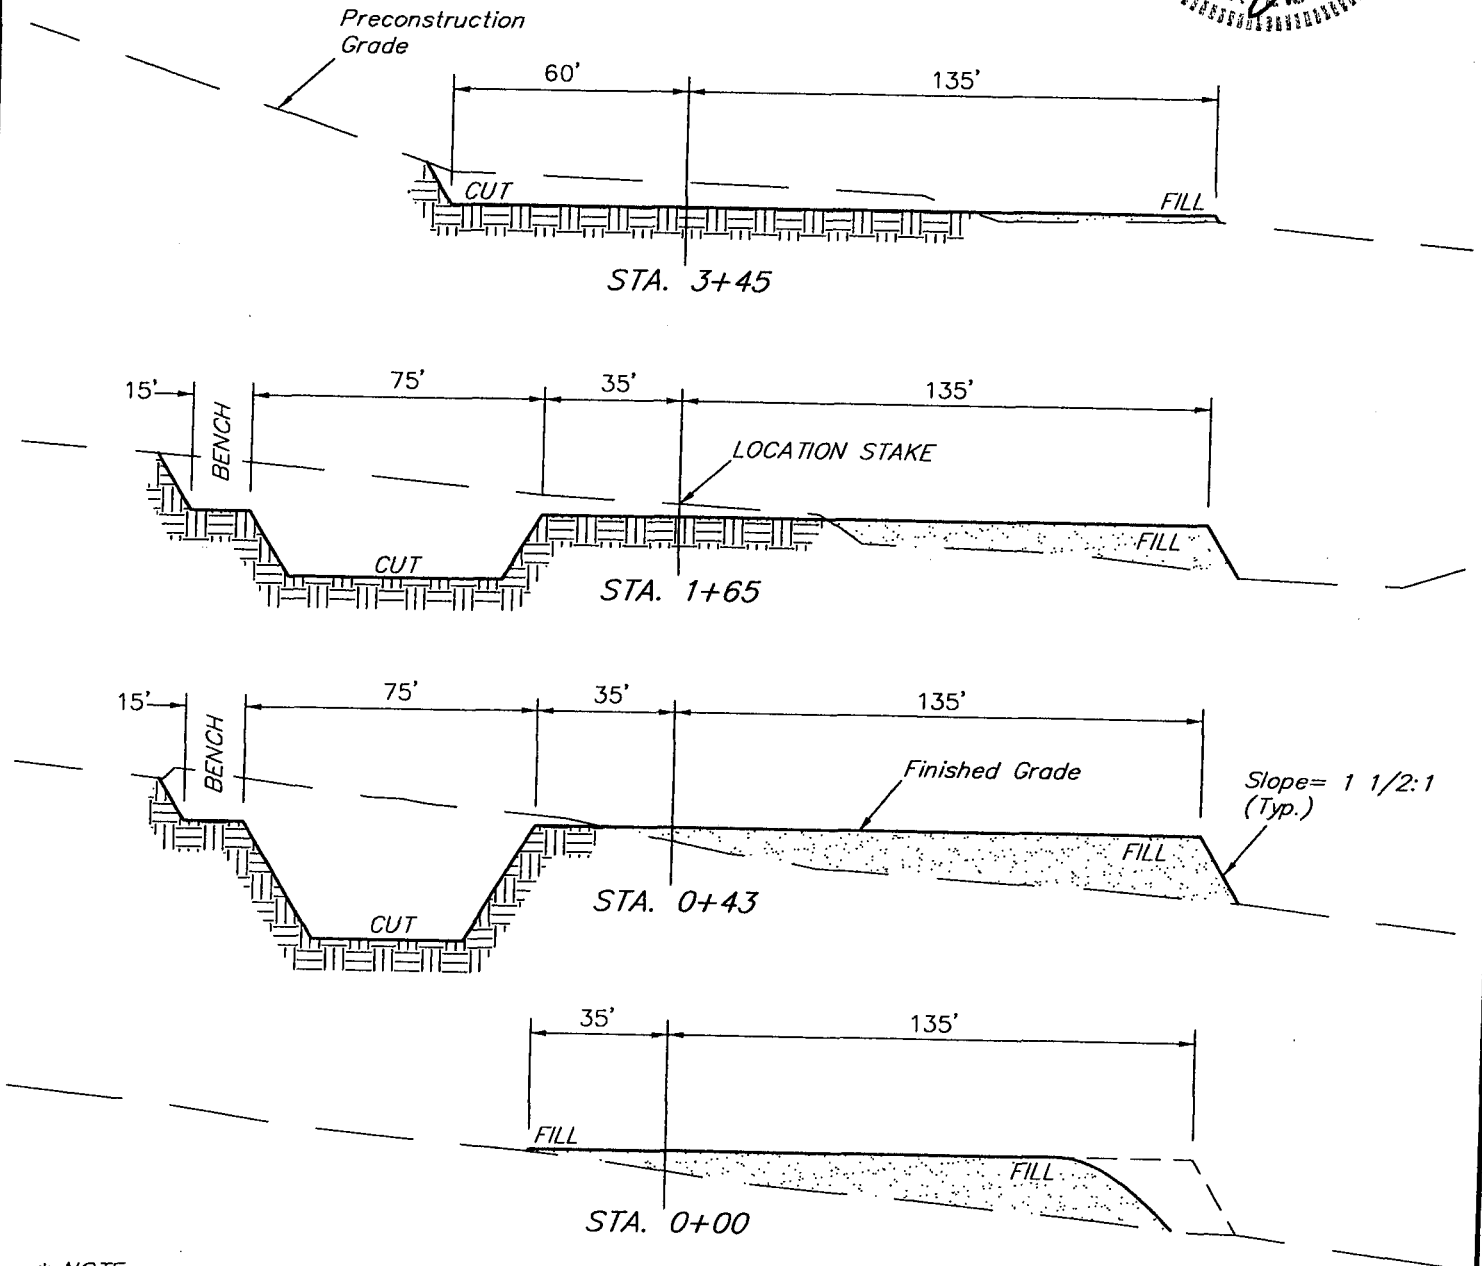 Preconstruction
Grade
60'
135'
CUT
FILL
STA. 3+45
15'
BENCH
75'
35'
135'
LOCATION STAKE
CUT
FILL
STA. 1+65
15'
BENCH
75'
35'
135'
Finished Grade
Slope= 1 1/2:1
(Typ.)
FILL
CUT
STA. 0+43
35'
135'
FILL
FILL
STA. 0+00
* NOTE